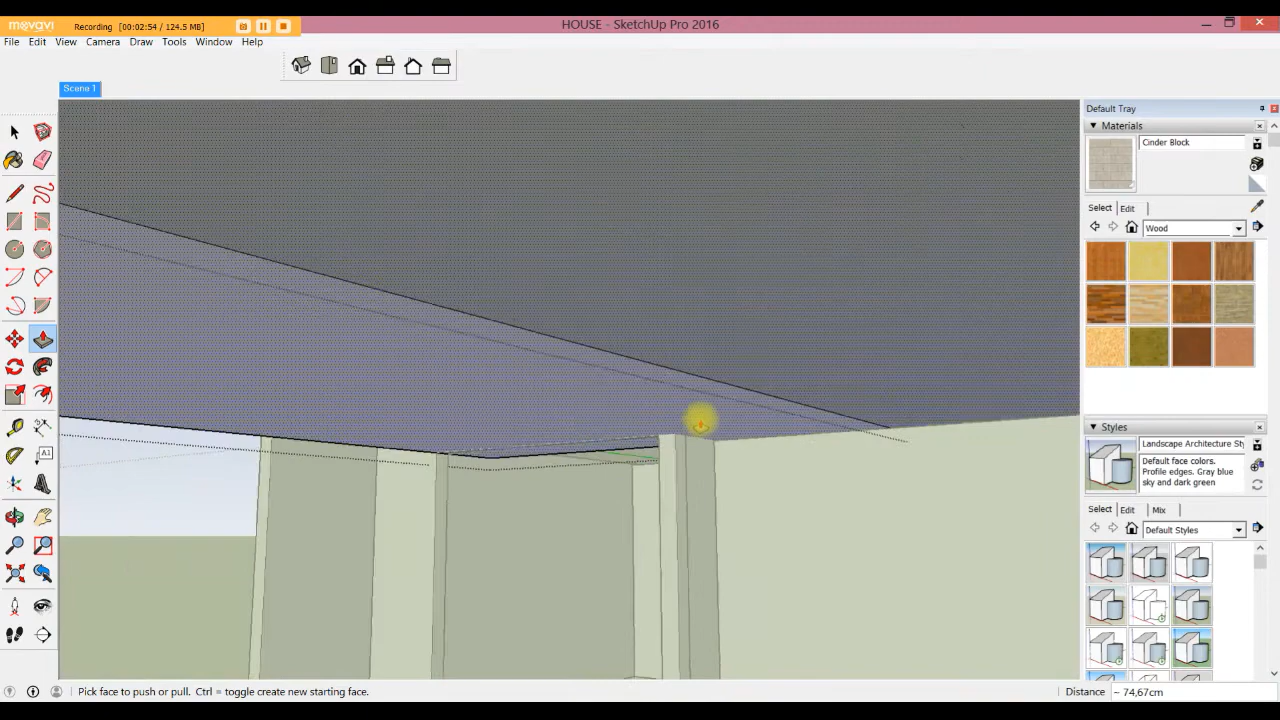 movavi
Recording [00:02:54 / 124.5 MB]
HOUSE - SketchUp Pro 2016
File Edit View Camera Draw Tools Window Help
Scene 1
Default Tray
Materials
Cinder Block
Select Edit
Wood
A1
Styles
Landscape Architecture Sty
Default face colors.
Profile edges. Gray blue
sky and dark green
Select Edit Mix
Default Styles
Pick face to push or pull. Ctrl = toggle create new starting face.
Distance ~ 74,67cm